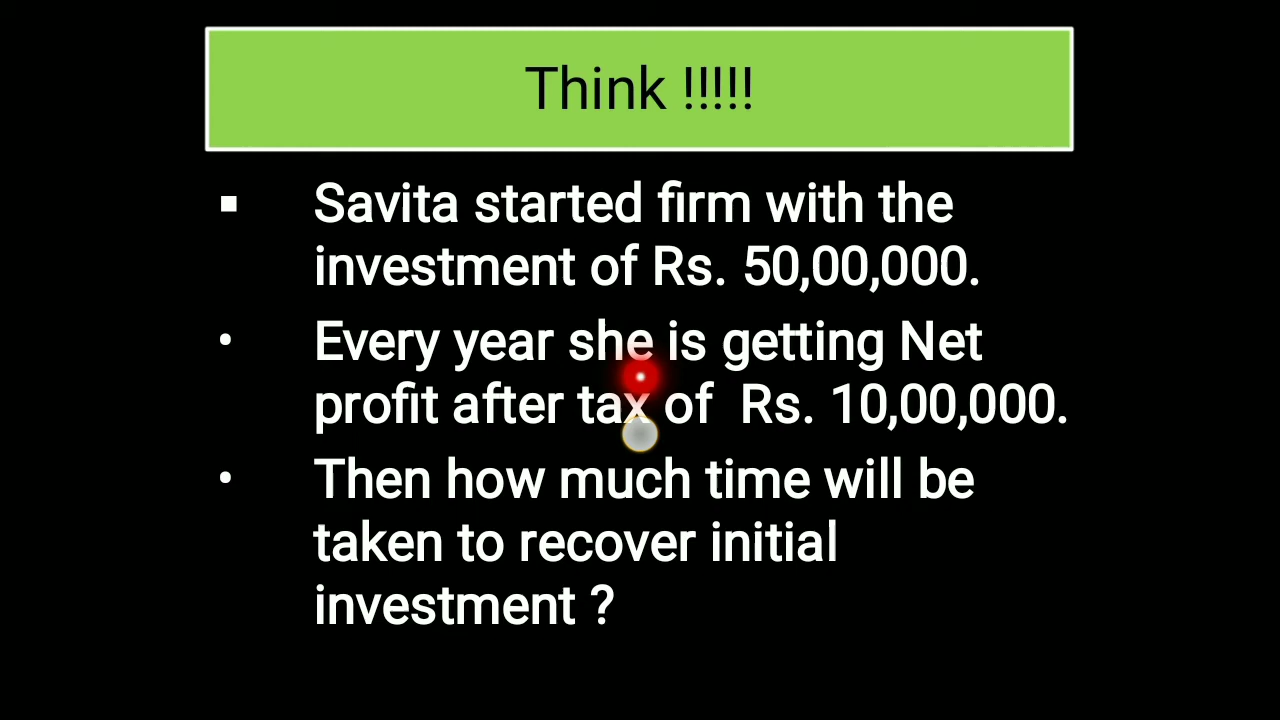 Think !!!!!
▪ Savita started firm with the
investment of Rs. 50,00,000.
• Every year she is getting Net
profit after tax of Rs. 10,00,000.
• Then how much time will be
taken to recover initial
investment ?